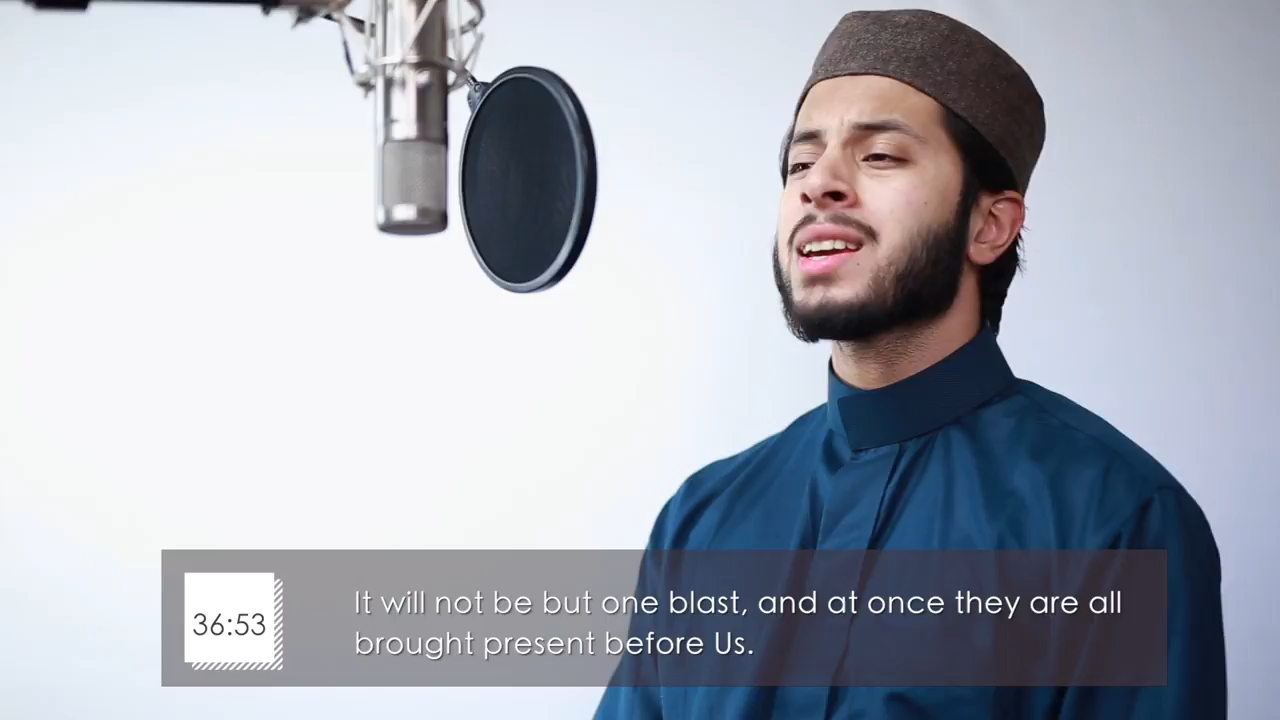 36:53
It will not be but one blast, and at once they are all
brought present before Us.